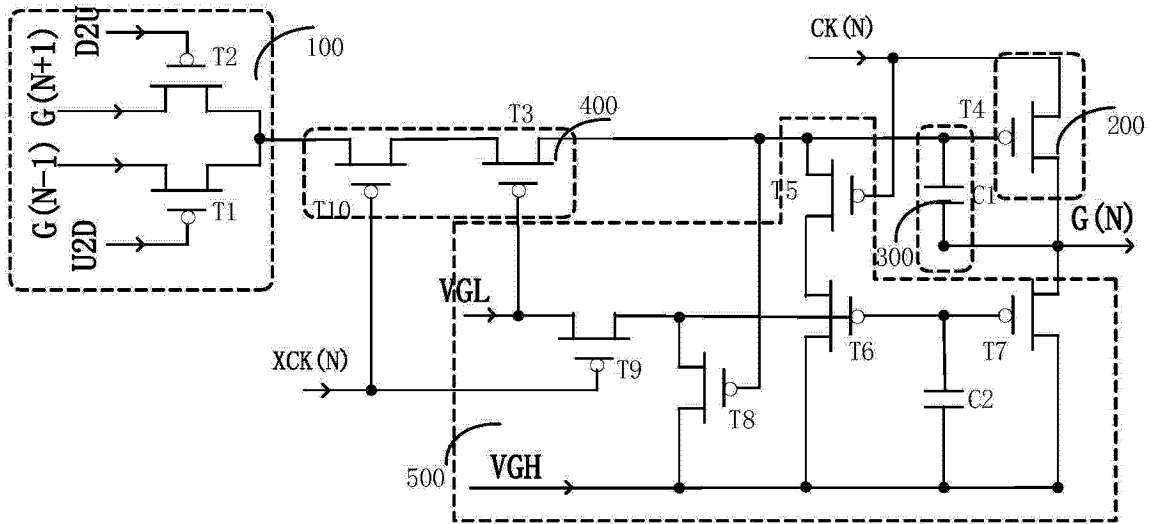 D2U
T2
100
G(N+1)
G(N-1)
T1
U2D
T10
T3
400
CK(N)
T4
200
T5
C1
300
G(N)
VGL
XCK(N)
T9
T8
T6
T7
C2
500
VGH